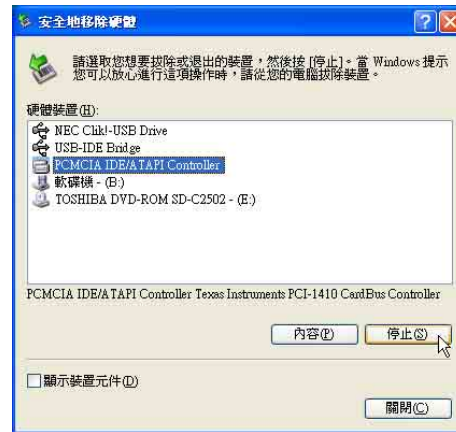 安全地移除硬體
請選取您想要拔除或退出的裝置，然後按 [停止]。當 Windows 提示
您可以放心進行這項操作時，請從您的電腦拔除裝置。
硬體裝置(H):
NEC Clik!-USB Drive
USB-IDE Bridge
PCMCIA IDE/ATAPI Controller
軟碟機 - (B:)
TOSHIBA DVD-ROM SD-C2502 - (E:)
PCMCIA IDE/ATAPI Controller Texas Instruments PCI-1410 CardBus Controller
內容(P)
停止(S)
顯示裝置元件(D)
關閉(C)